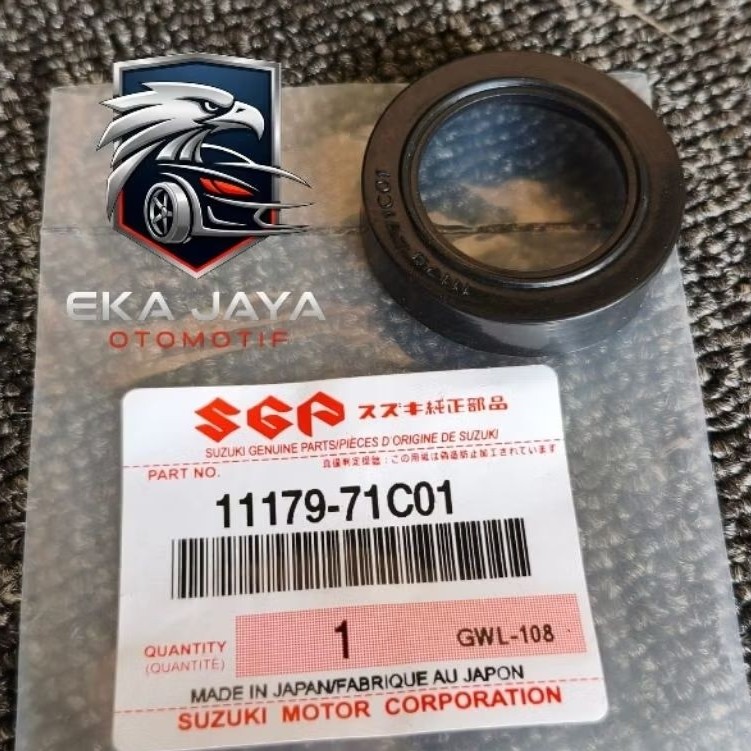 EKA JAYA
OTOMOTIF
SGP スズキ純正部品
SUZUKI GENUINE PARTS/PIÈCES D'ORIGINE DE SUZUKI
PART NO.
11179-71C01
QUANTITY
(QUANTITÉ)
1
GWL-108
MADE IN JAPAN/FABRIQUE AU JAPON
SUZUKI MOTOR CORPORATION